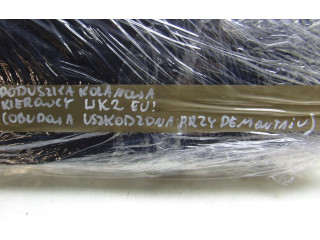 PODUSZKA KOLANOWA
KIEROWCY WK2 EU!
(OBUDOWA USZKODZONA PRZY DEMONTAŻU)